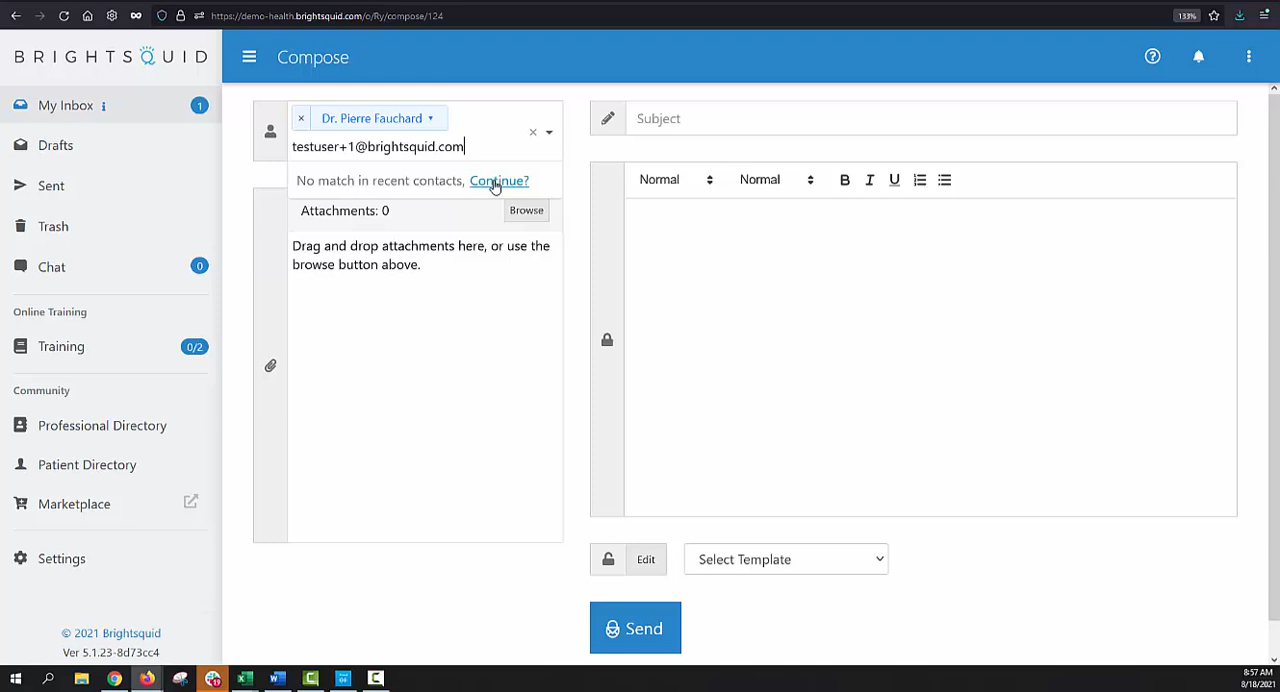 https://demo-health.brightsquid.com/c/Ry/compose/124
133%
BRIGHTSQUID
Compose
My Inbox
1
Drafts
Sent
Trash
Chat
0
Online Training
Training
0/2
Community
Professional Directory
Patient Directory
Marketplace
Settings
© 2021 Brightsquid
Ver 5.1.23-8d73cc4
× Dr. Pierre Fauchard
testuser+1@brightsquid.com
No match in recent contacts, Continue?
Attachments: 0
Browse
Drag and drop attachments here, or use the
browse button above.
Subject
Normal
Normal
B I U
Edit
Select Template
Send
8:57 AM
8/18/2021